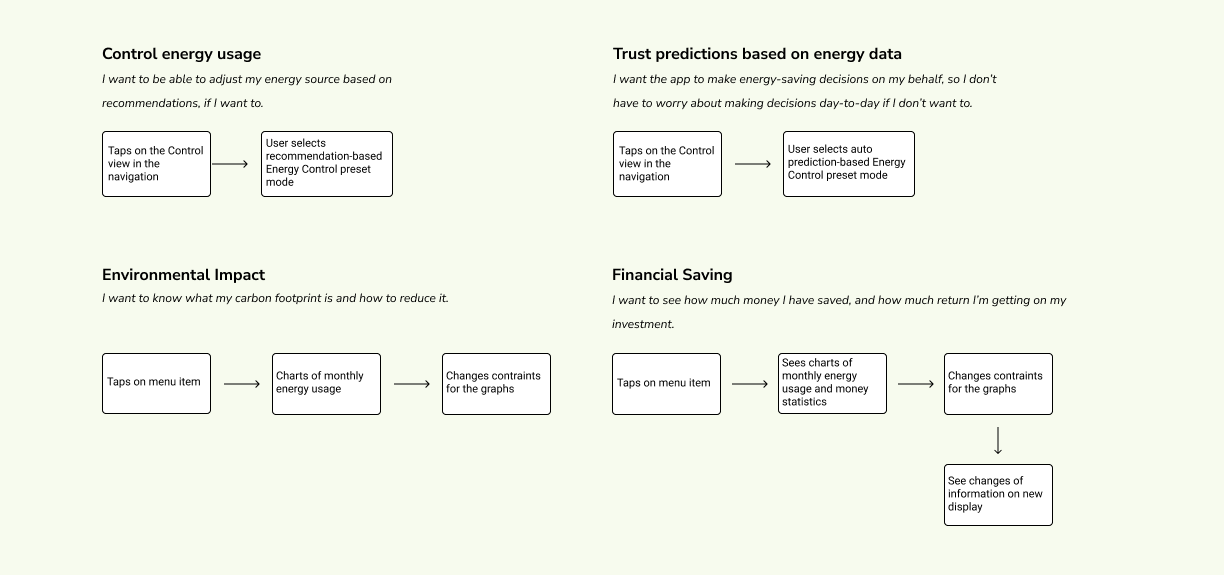 Control energy usage
I want to be able to adjust my energy source based on
recommendations, if I want to.
Taps on the Control
view in the
navigation
User selects
recommendation-based
Energy Control preset
mode
Trust predictions based on energy data
I want the app to make energy-saving decisions on my behalf, so I don't
have to worry about making decisions day-to-day if I don't want to.
Taps on the Control
view in the
navigation
User selects auto
prediction-based Energy
Control preset mode
Environmental Impact
I want to know what my carbon footprint is and how to reduce it.
Taps on menu item
Charts of monthly
energy usage
Changes contraints
for the graphs
Financial Saving
I want to see how much money I have saved, and how much return I'm getting on my
investment.
Taps on menu item
Sees charts of
monthly energy
usage and money
statistics
Changes contraints
for the graphs
See changes of
information on new
display